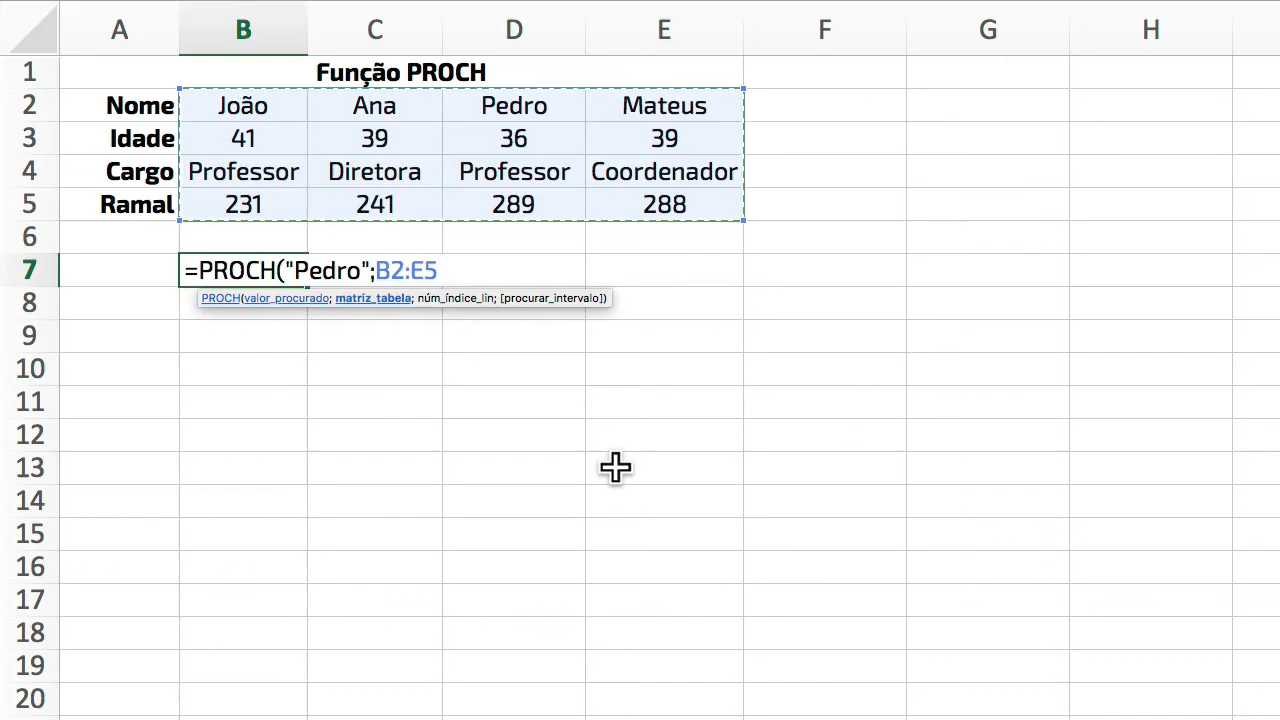 A B C D E F G H
1 Função PROCH
2 Nome João Ana Pedro Mateus
3 Idade 41 39 36 39
4 Cargo Professor Diretora Professor Coordenador
5 Ramal 231 241 289 288
6
7 =PROCH("Pedro";B2:E5
8 PROCH(valor_procurado; matriz_tabela; núm_índice_lin; [procurar_intervalo])
9
10
11
12
13
14
15
16
17
18
19
20